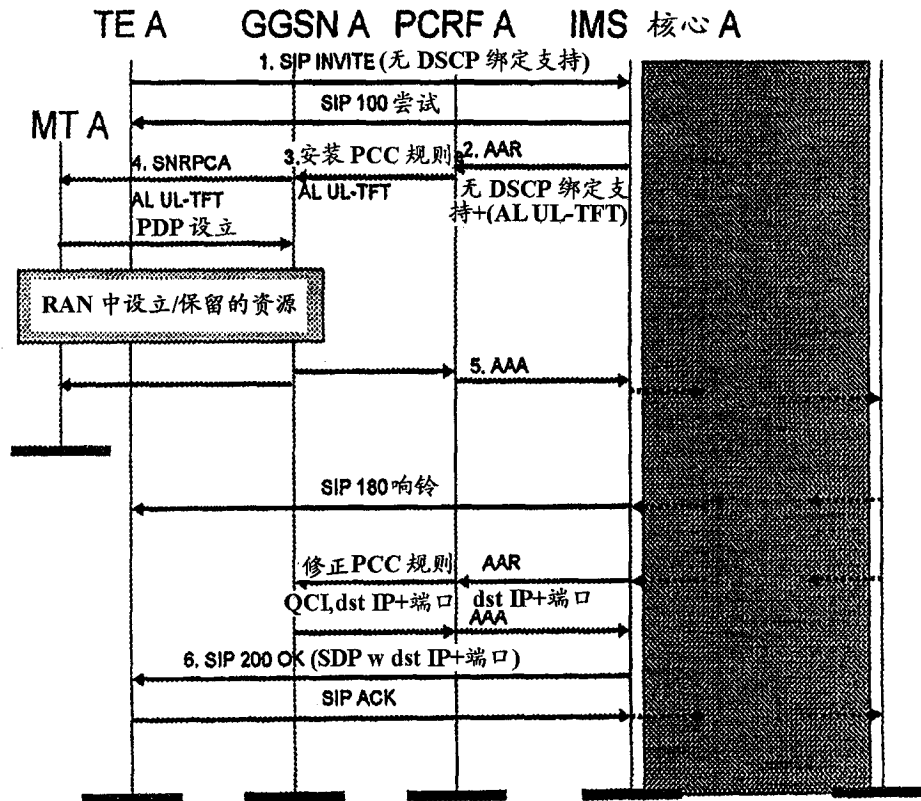 TE A GGSN A PCRF A IMS 核心 A
1. SIP INVITE (无 DSCP 绑定支持)
SIP 100 尝试
MT A
4. SNRPCA
3.安装 PCC 规则
2. AAR
AL UL-TFT
AL UL-TFT
无 DSCP 绑定支
持+(AL UL-TFT)
PDP 设立
RAN 中设立/保留的资源
5. AAA
SIP 180 响铃
修正PCC 规则
AAR
QCI,dst IP+端口
dst IP+端口
AAA
6. SIP 200 OK (SDP w dst IP+端口)
SIP ACK